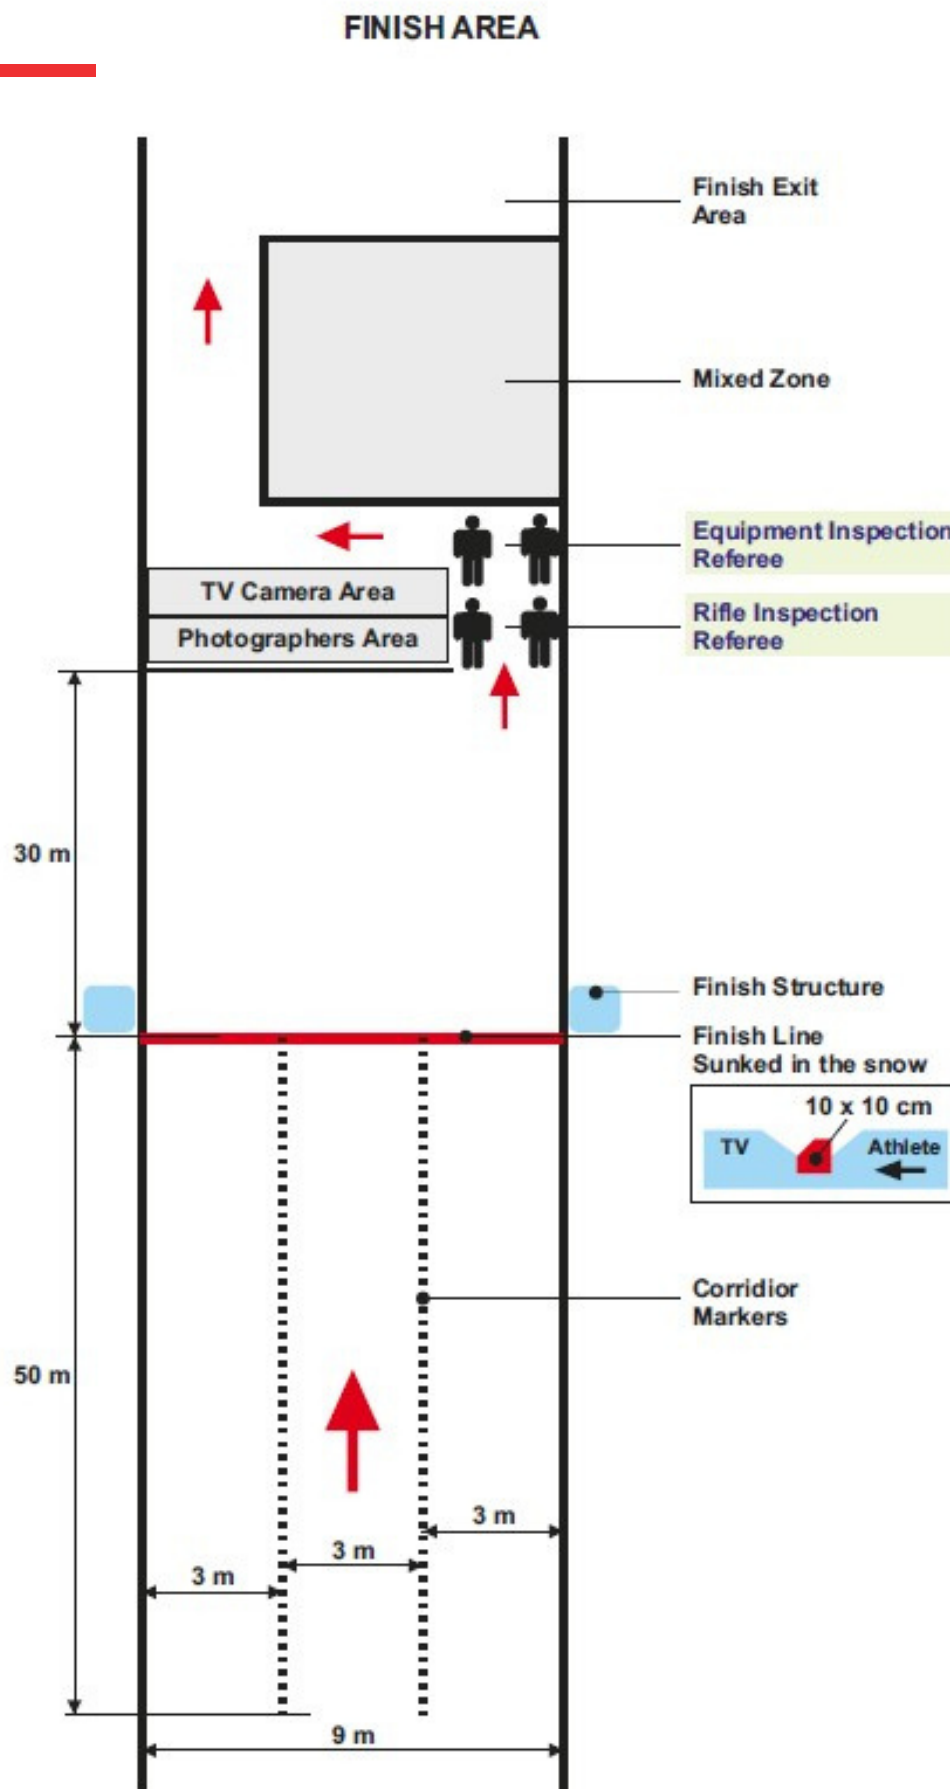 FINISH AREA
Finish Exit
Area
Mixed Zone
Equipment Inspection
Referee
TV Camera Area
Rifle Inspection
Referee
Photographers Area
30 m
Finish Structure
Finish Line
Sunked in the snow
10 x 10 cm
TV
Athlete
Corridior
Markers
50 m
3 m
3 m
3 m
9 m